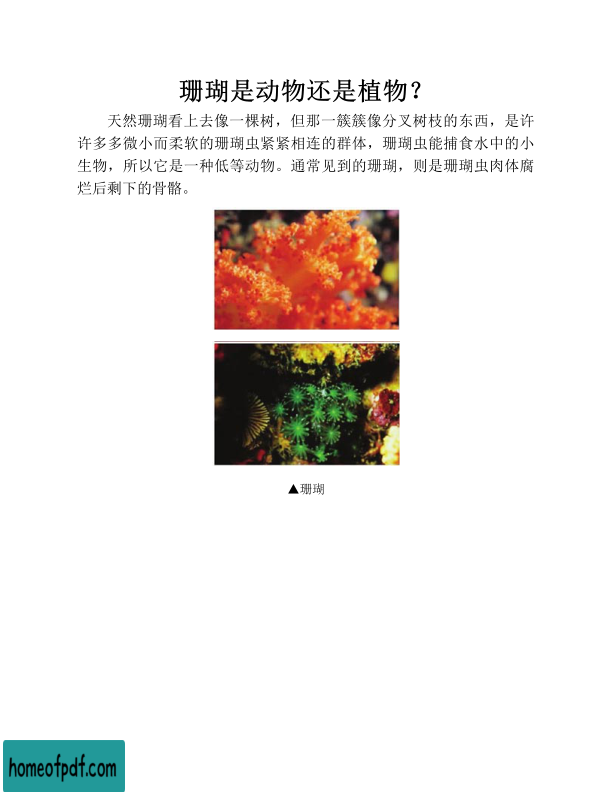 珊瑚是动物还是植物？
天然珊瑚看上去像一棵树，但那一簇簇像分叉树枝的东西，是许
许多多微小而柔软的珊瑚虫紧紧相连的群体，珊瑚虫能捕食水中的小
生物，所以它是一种低等动物。通常见到的珊瑚，则是珊瑚虫肉体腐
烂后剩下的骨骼。
▲珊瑚
homeofpdf.com